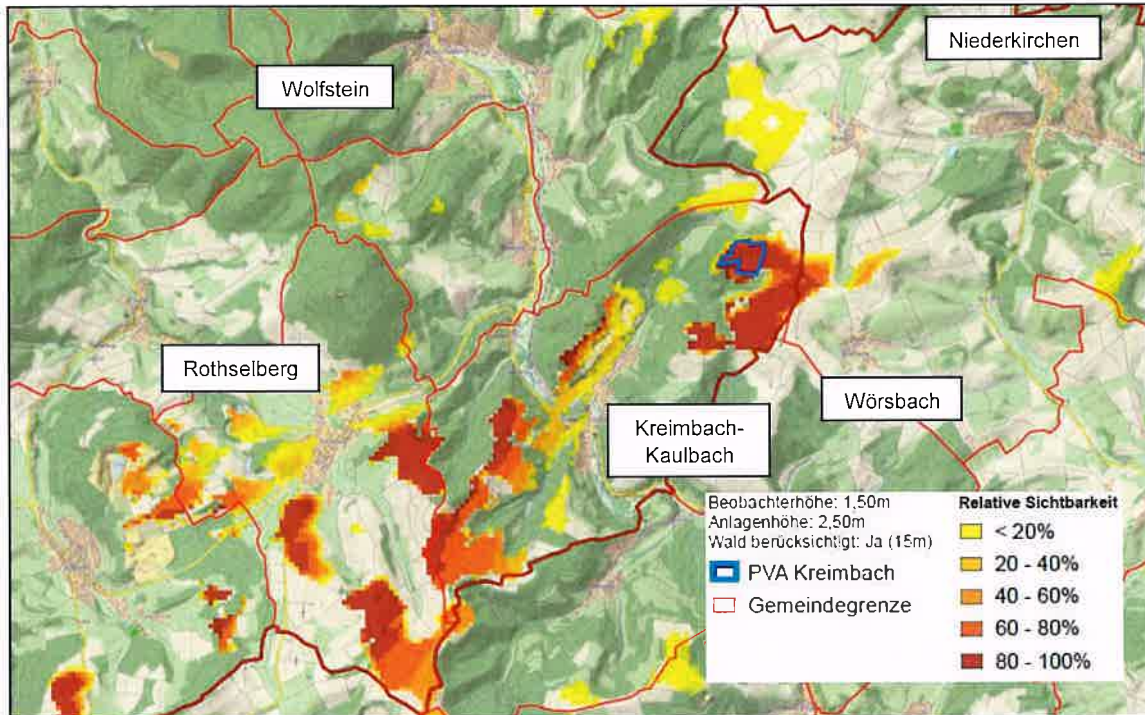 Niederkirchen
Wolfstein
Rothselberg
Wörsbach
Kreimbach-
Kaulbach
Beobachterhöhe: 1,50m
Anlagenhöhe: 2,50m
Wald berücksichtigt: Ja (15m)
PVA Kreimbach
Gemeindegrenze
Relative Sichtbarkeit
< 20%
20 - 40%
40 - 60%
60 - 80%
80 - 100%